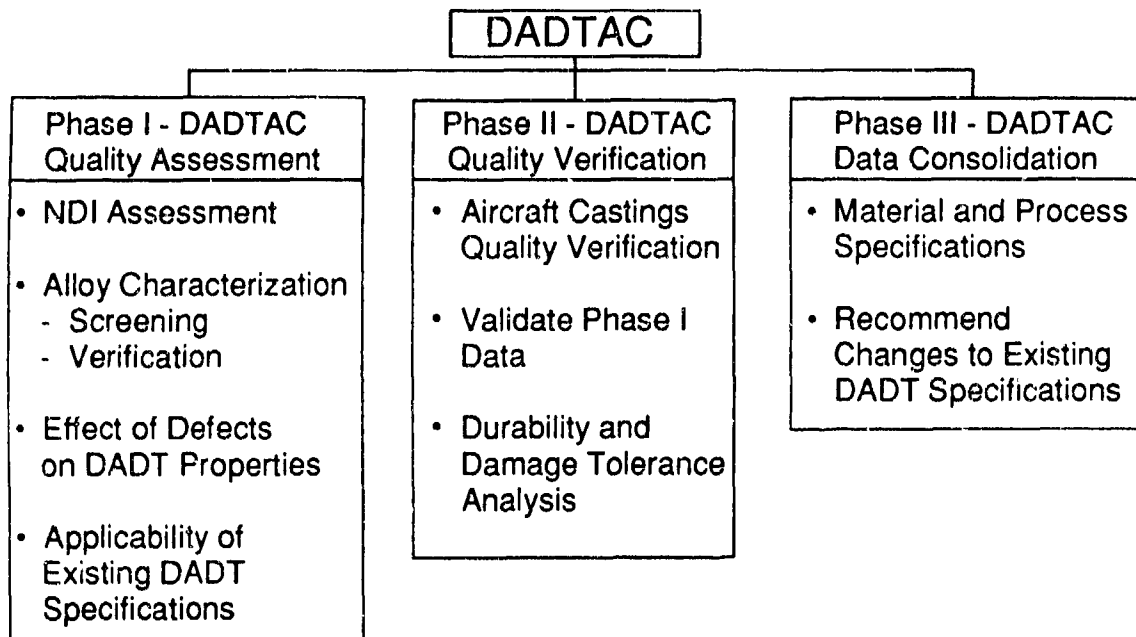 DADTAC
Phase I - DADTAC
Quality Assessment
• NDI Assessment
• Alloy Characterization
- Screening
- Verification
• Effect of Defects
on DADT Properties
• Applicability of
Existing DADT
Specifications
Phase II - DADTAC
Quality Verification
• Aircraft Castings
Quality Verification
• Validate Phase I
Data
• Durability and
Damage Tolerance
Analysis
Phase III - DADTAC
Data Consolidation
• Material and Process
Specifications
• Recommend
Changes to Existing
DADT Specifications